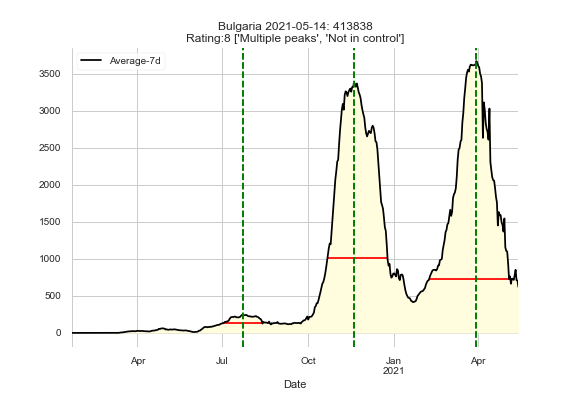 Bulgaria 2021-05-14: 413838
Rating:8 ['Multiple peaks', 'Not in control']
Average-7d
3500
3000
2500
2000
1500
1000
500
0
Apr
Jul
Oct
Jan
2021
Apr
Date